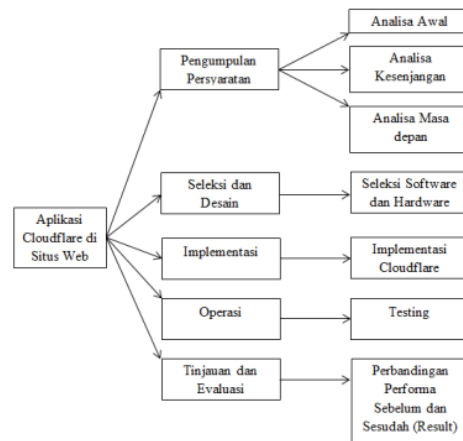 Analisa Awal
Pengumpulan
Persyaratan
Analisa
Kesenjangan
Analisa Masa
depan
Seleksi dan
Desain
Seleksi Software
dan Hardware
Aplikasi
Cloudflare di
Situs Web
Implementasi
Implementasi
Cloudflare
Operasi
Testing
Tinjauan dan
Evaluasi
Perbandingan
Performa
Sebelum dan
Sesudah (Result)